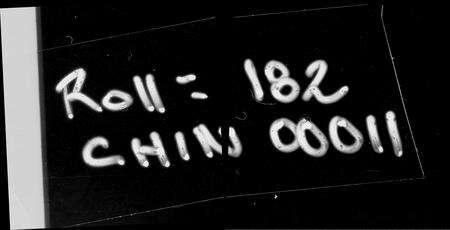 Roll = 182
CHIN 00011